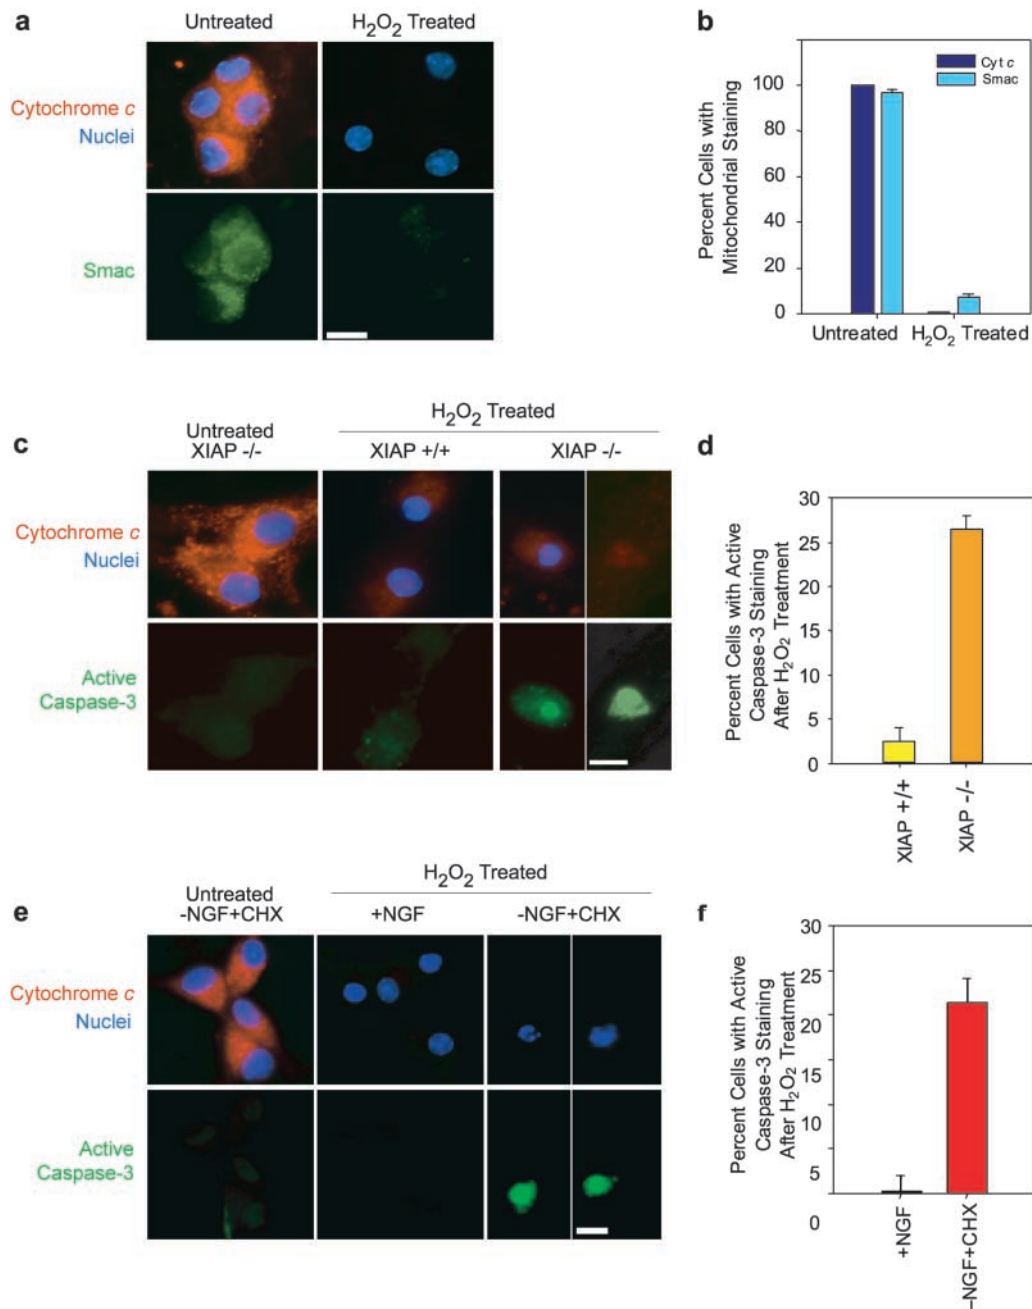 a
Untreated
H₂O₂ Treated
Cytochrome c
Nuclei
Smac
b
Percent Cells with
Mitochondrial Staining
100
80
60
40
20
0
Cyt c
Smac
Untreated
H₂O₂ Treated
c
H₂O₂ Treated
Untreated
XIAP -/-
XIAP +/+
XIAP -/-
Cytochrome c
Nuclei
Active
Caspase-3
d
Percent Cells with Active
Caspase-3 Staining
After H₂O₂ Treatment
30
25
20
15
10
5
0
XIAP +/+
XIAP -/-
e
H₂O₂ Treated
Untreated
-NGF+CHX
+NGF
-NGF+CHX
Cytochrome c
Nuclei
Active
Caspase-3
f
Percent Cells with Active
Caspase-3 Staining
After H₂O₂ Treatment
30
25
20
15
10
5
0
+NGF
-NGF+CHX